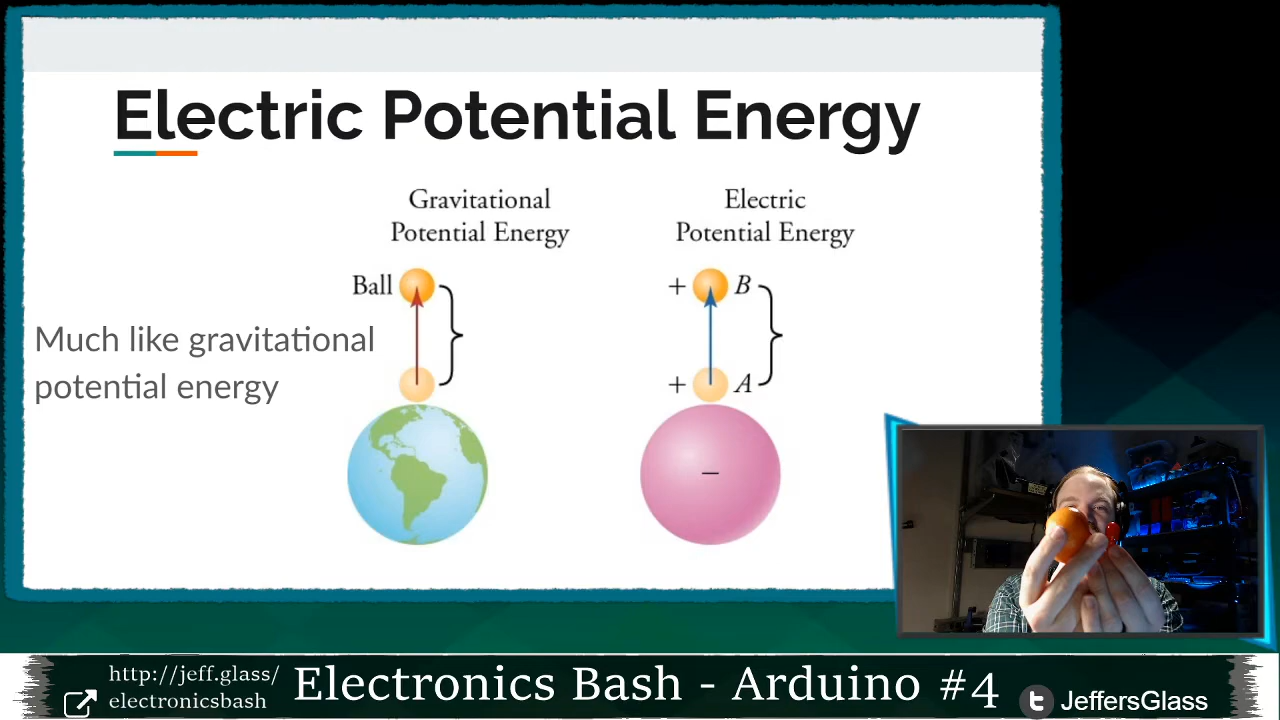 Electric Potential Energy
Gravitational
Potential Energy
Electric
Potential Energy
Ball
+
B
Much like gravitational
potential energy
+
A
–
http://jeff.glass/
electronicsbash
Electronics Bash - Arduino #4
JeffersGlass